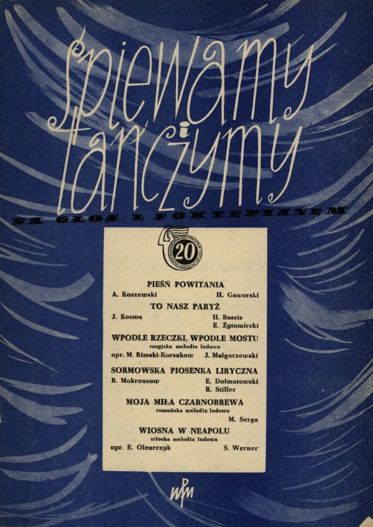 śpiewamy
i
tańczymy
NA GŁOS Z FORTEPIANEM
20
PIEŚŃ POWITANIA
A. Koszewski H. Gaworski
TO NASZ PARYŻ
J. Kosma H. Bassis
E. Żytomirski
WPODLE RZECZKI, WPODLE MOSTU
rosyjska melodia ludowa
opr. M. Rimski-Korsakow J. Małgorzewski
SORMOWSKA PIOSENKA LIRYCZNA
B. Mokrousow E. Dołmatowski
R. Stiller
MOJA MIŁA CZARNOBREWA
rumuńska melodia ludowa
M. Serga
WIOSNA W NEAPOLU
włoska melodia ludowa
opr. E. Olearczyk S. Werner